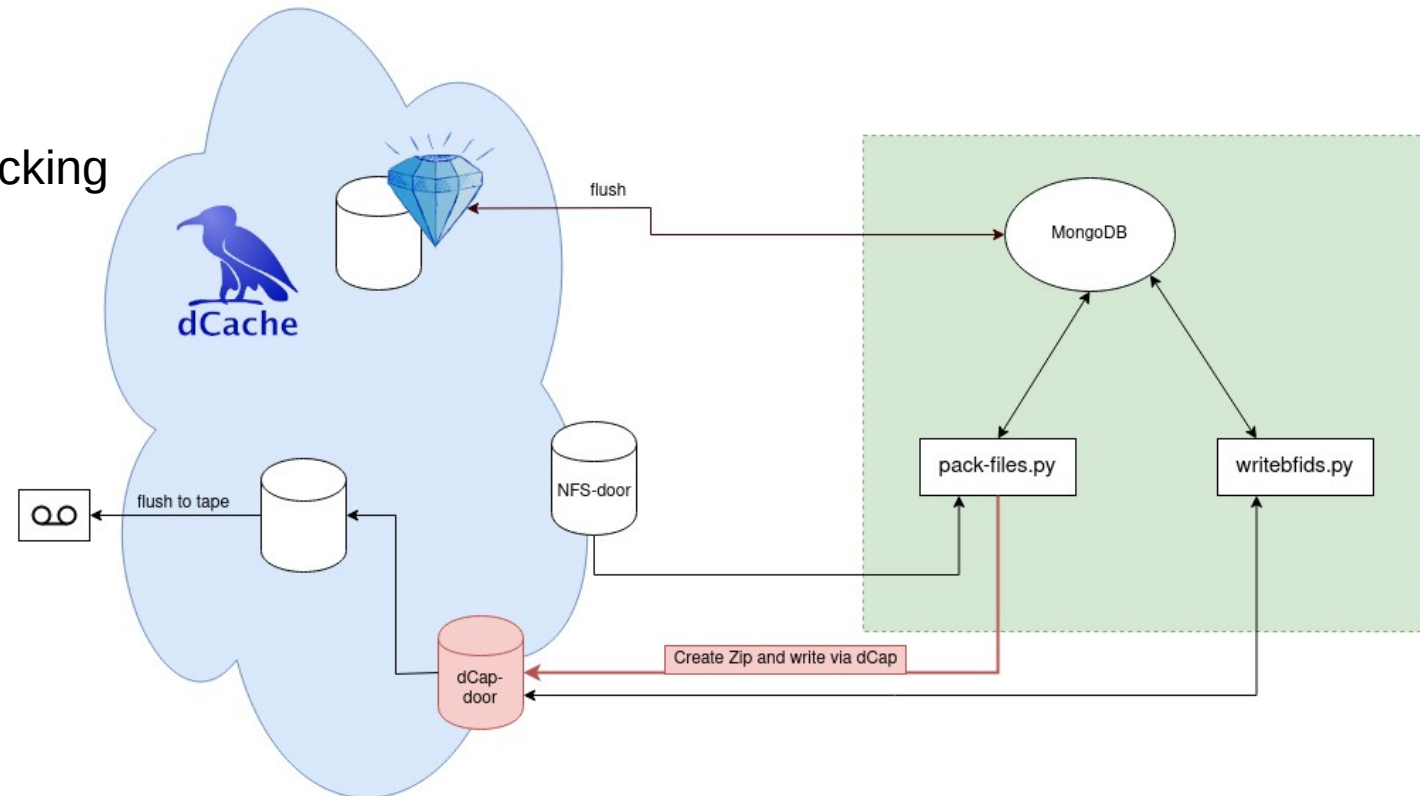 cking
flush
MongoDB
dCache
pack-files.py
writebfids.py
NFS-door
flush to tape
Create Zip and write via dCap
dCap-
door